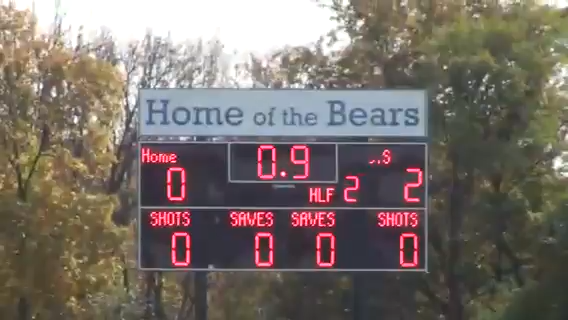 Home of the Bears
Home 0.9
0 HLF 2 2
SHOTS SAVES SAVES SHOTS
0 0 0 0